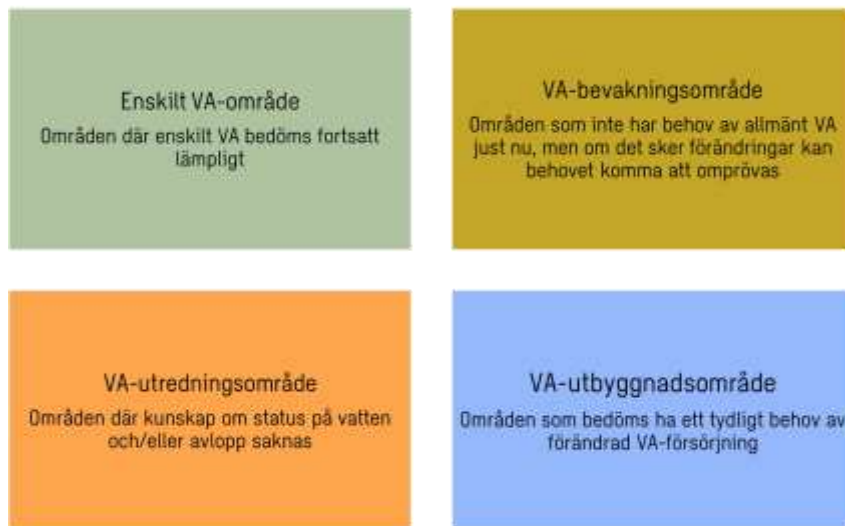 Enskilt VA-område
Områden där enskilt VA bedöms fortsatt
lämpligt
VA-bevakningsområde
Områden som inte har behov av allmänt VA
just nu, men om det sker förändringar kan
behovet komma att omprövas
VA-utredningsområde
Områden där kunskap om status på vatten
och/eller avlopp saknas
VA-utbyggnadsområde
Områden som bedöms ha ett tydligt behov av
förändrad VA-försörjning